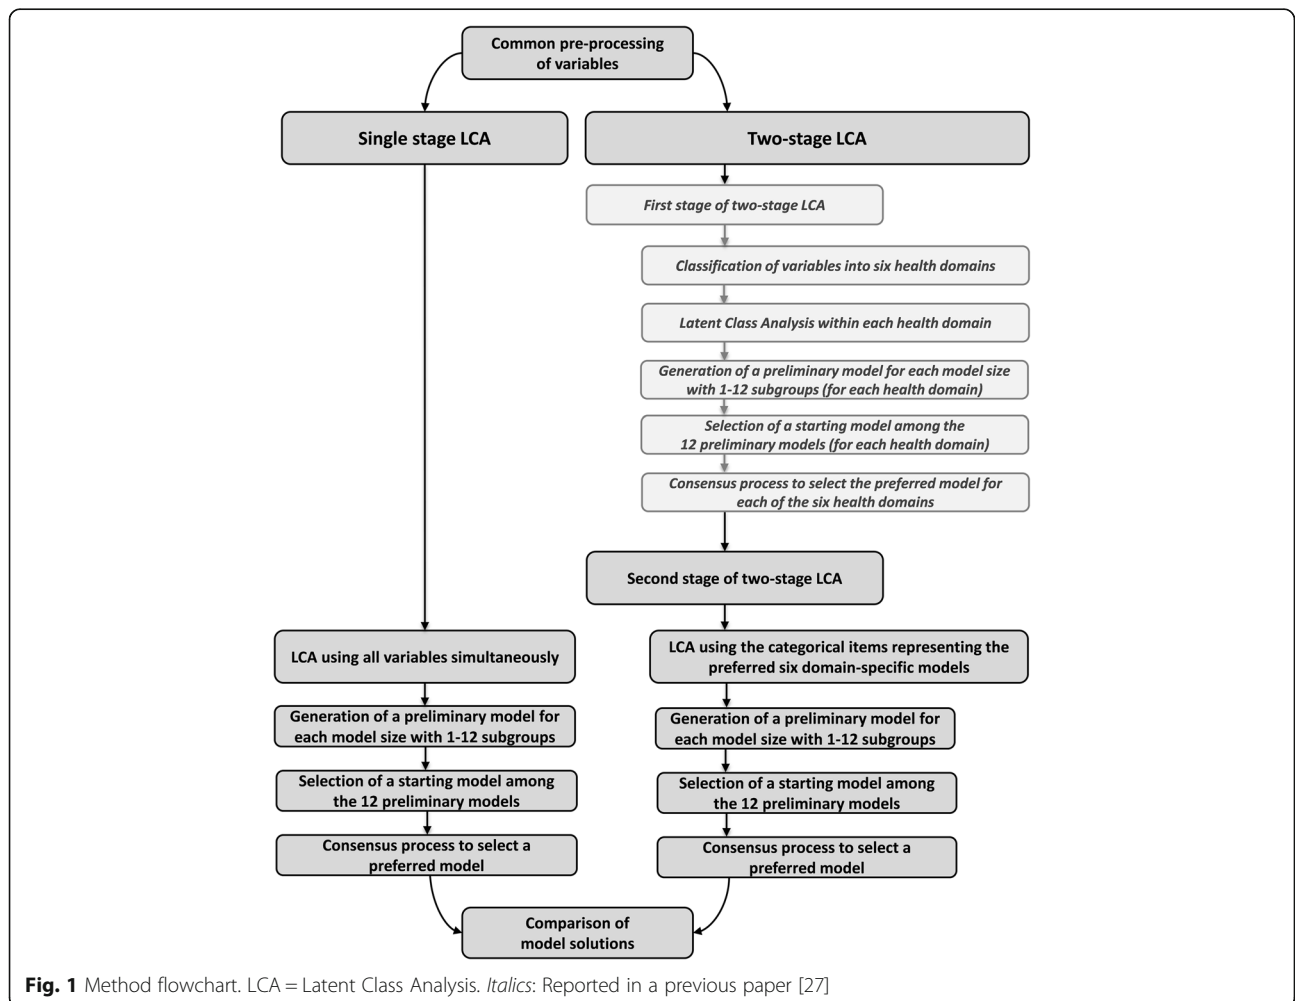 Common pre-processing
of variables
Single stage LCA
Two-stage LCA
First stage of two-stage LCA
Classification of variables into six health domains
Latent Class Analysis within each health domain
Generation of a preliminary model for each model size
with 1-12 subgroups (for each health domain)
Selection of a starting model among the
12 preliminary models (for each health domain)
Consensus process to select the preferred model for
each of the six health domains
Second stage of two-stage LCA
LCA using all variables simultaneously
Generation of a preliminary model for
each model size with 1-12 subgroups
Selection of a starting model among
the 12 preliminary models
Consensus process to select a
preferred model
LCA using the categorical items representing the
preferred six domain-specific models
Generation of a preliminary model for
each model size with 1-12 subgroups
Selection of a starting model among
the 12 preliminary models
Consensus process to select a
preferred model
Comparison of
model solutions
Fig. 1 Method flowchart. LCA = Latent Class Analysis. Italics: Reported in a previous paper [27]